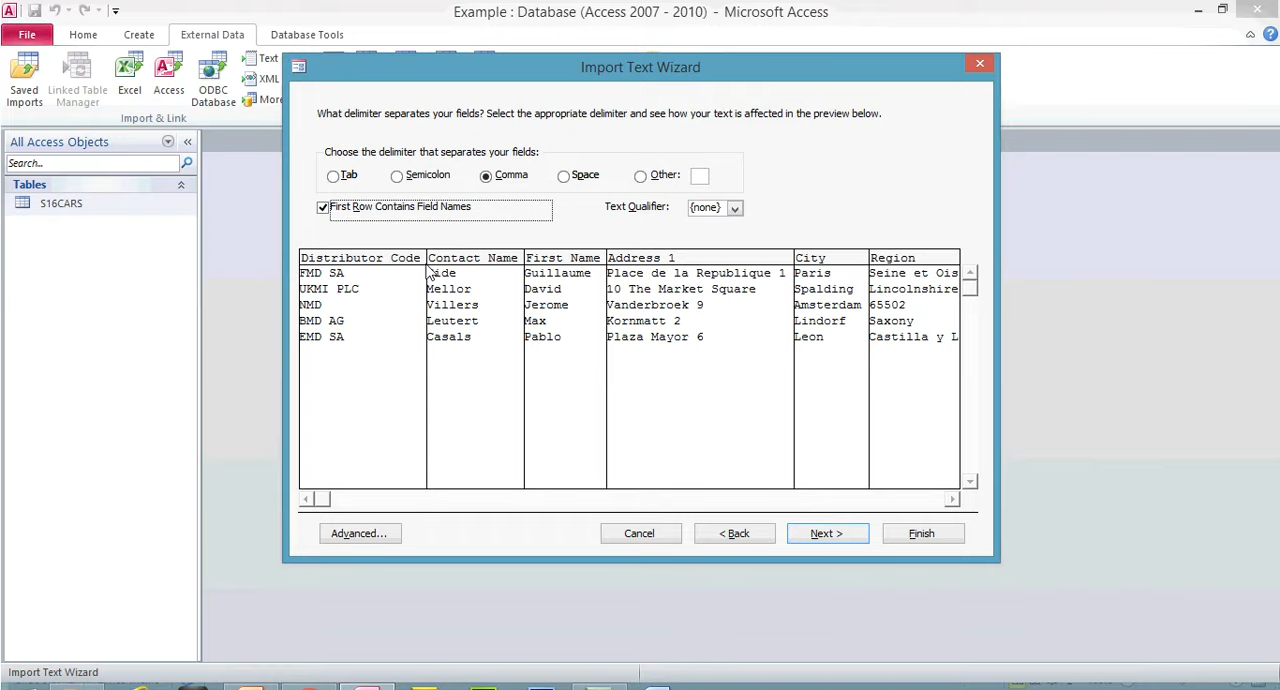 Example : Database (Access 2007 - 2010) - Microsoft Access
File Home Create External Data Database Tools
Saved Imports
Linked Table Manager
Excel
Access
ODBC Database
Text
XML
More
Import & Link
All Access Objects
Search...
Tables
S16CARS
Import Text Wizard
What delimiter separates your fields? Select the appropriate delimiter and see how your text is affected in the preview below.
Choose the delimiter that separates your fields:
Tab Semicolon Comma Space Other:
First Row Contains Field Names Text Qualifier: {none}
Distributor Code Contact Name First Name Address 1 City Region
FMD SA Guillaume Place de la Republique 1 Paris Seine et Ois
UKMI PLC Mellor David 10 The Market Square Spalding Lincolnshire
NMD Villers Jerome Vanderbroek 9 Amsterdam 65502
BMD AG Leutert Max Kornmatt 2 Lindorf Saxony
EMD SA Casals Pablo Plaza Mayor 6 Leon Castilla y L
Advanced... Cancel < Back Next > Finish
Import Text Wizard